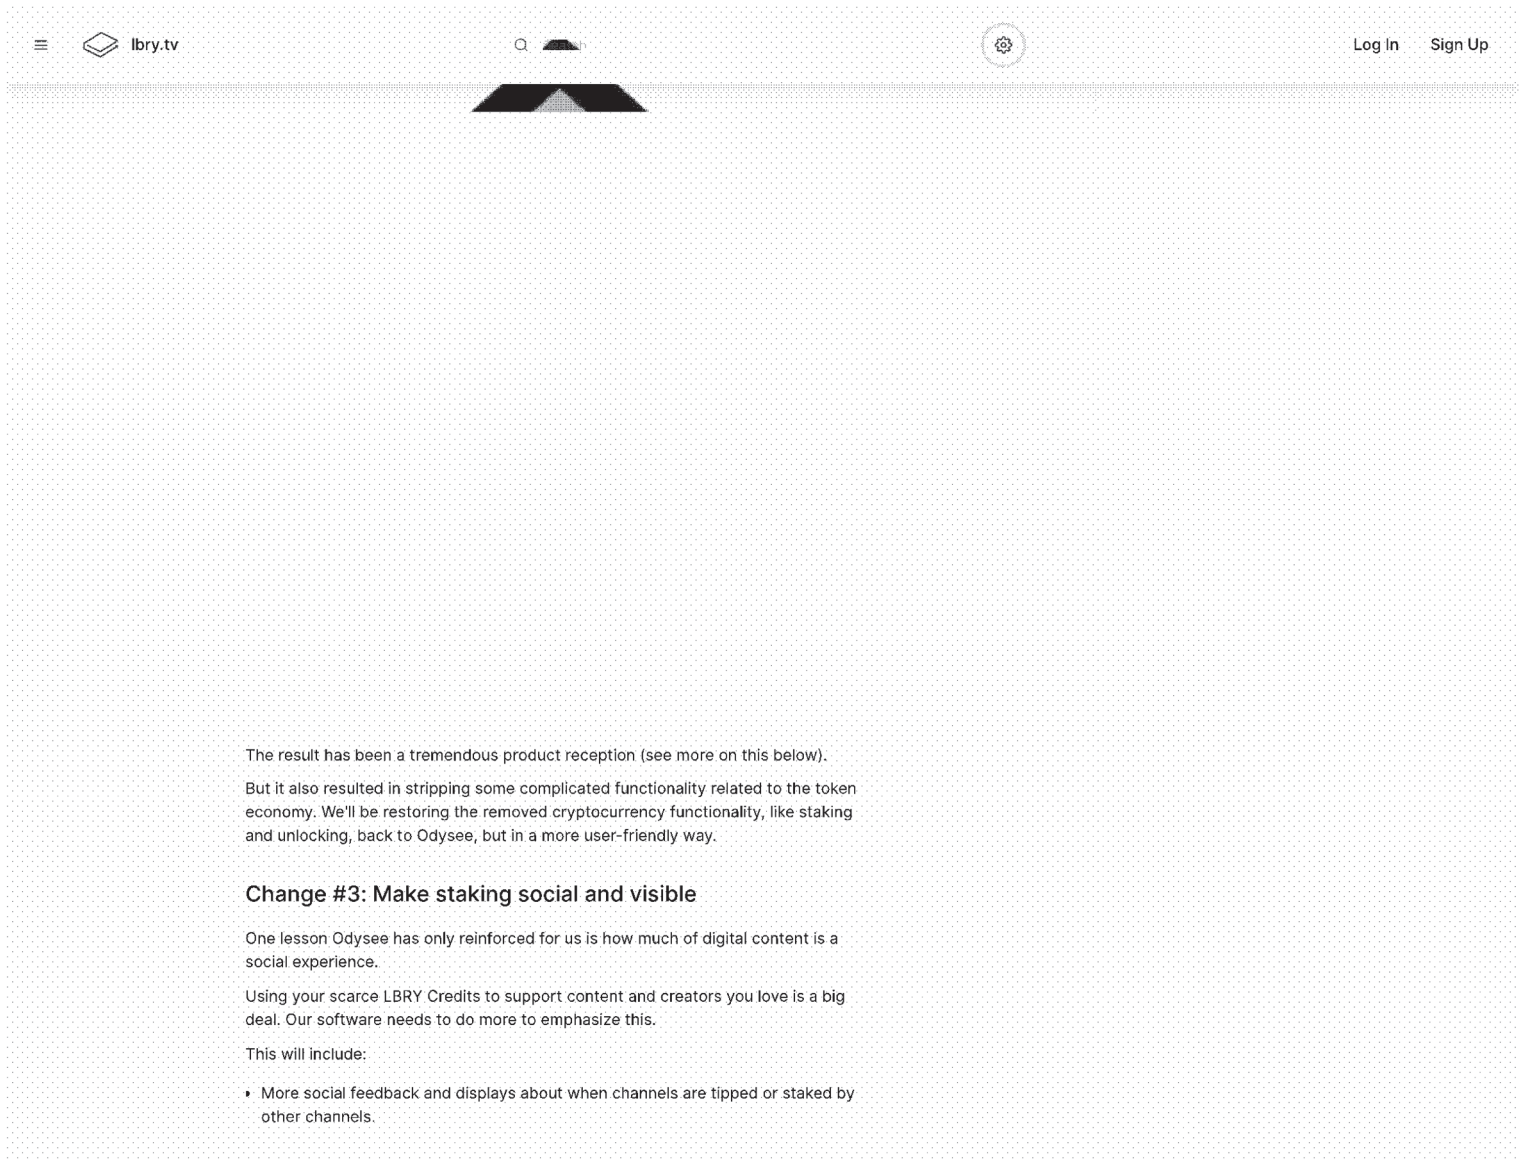 lbry.tv
Log In
Sign Up
The result has been a tremendous product reception (see more on this below).
But it also resulted in stripping some complicated functionality related to the token
economy. We'll be restoring the removed cryptocurrency functionality, like staking
and unlocking, back to Odysee, but in a more user-friendly way.
Change #3: Make staking social and visible
One lesson Odysee has only reinforced for us is how much of digital content is a
social experience.
Using your scarce LBRY Credits to support content and creators you love is a big
deal. Our software needs to do more to emphasize this.
This will include:
• More social feedback and displays about when channels are tipped or staked by
other channels.